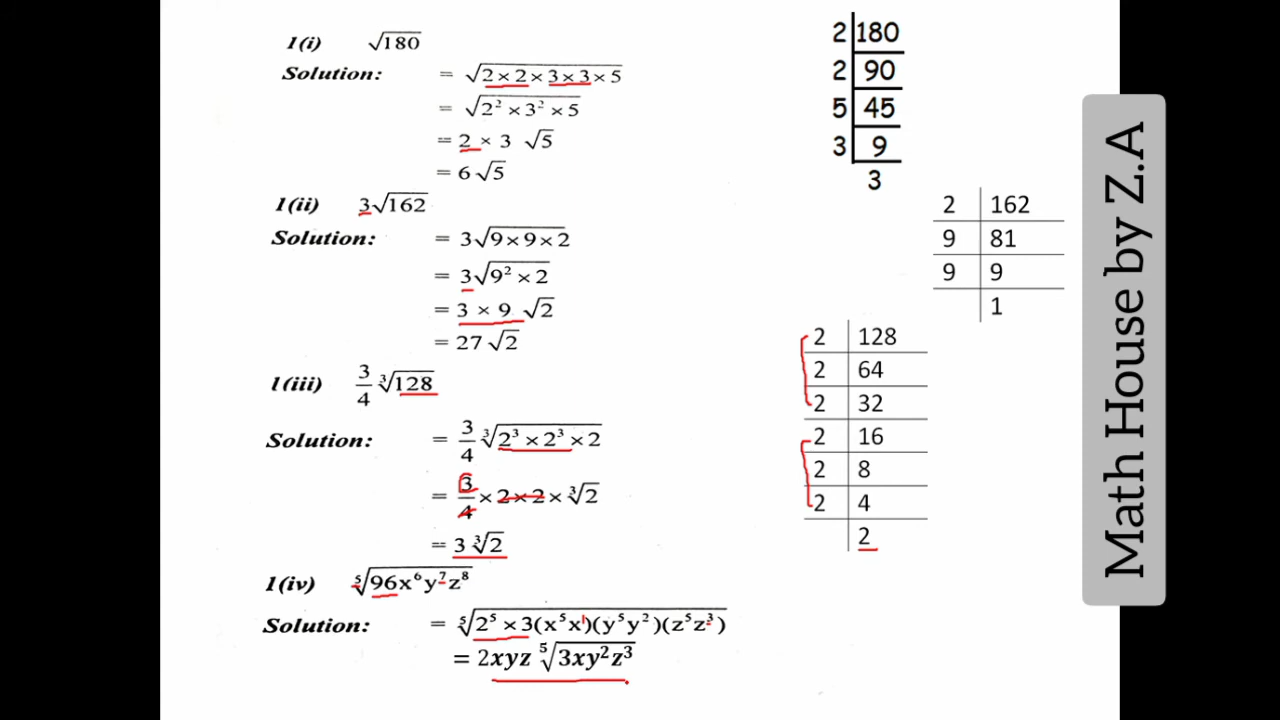 1(i) √180
Solution: = √2 × 2 × 3 × 3 × 5
= √2² × 3² × 5
= 2 × 3 √5
= 6√5
1(ii) 3√162
Solution: = 3√9 × 9 × 2
= 3√9² × 2
= 3 × 9 √2
= 27√2
1(iii) 3/4 ∛128
Solution: = 3/4 ∛2³ × 2³ × 2
= 3/4 × 2 × 2 × ∛2
= 3 ∛2
1(iv) ⁵√96x⁶y⁷z⁸
Solution: = ⁵√2⁵ × 3(x⁵x¹)(y⁵y²)(z⁵z³)
= 2xyz ⁵√3xy²z³
2 180
2 90
5 45
3 9
3
2 162
9 81
9 9
1
2 128
2 64
2 32
2 16
2 8
2 4
2
Math House by Z.A